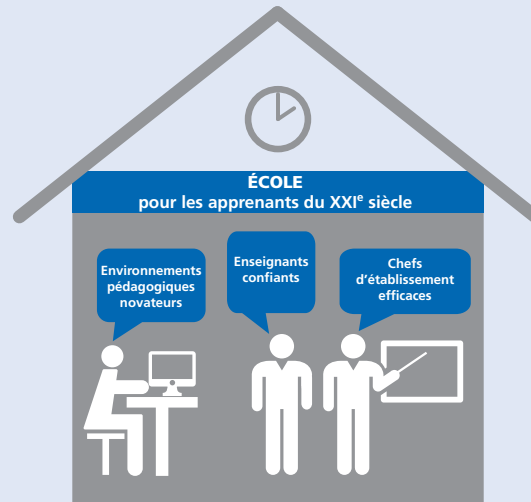 ÉCOLE
pour les apprenants du XXIe siècle
Environnements
pédagogiques
novateurs
Enseignants
confiants
Chefs
d'établissement
efficaces